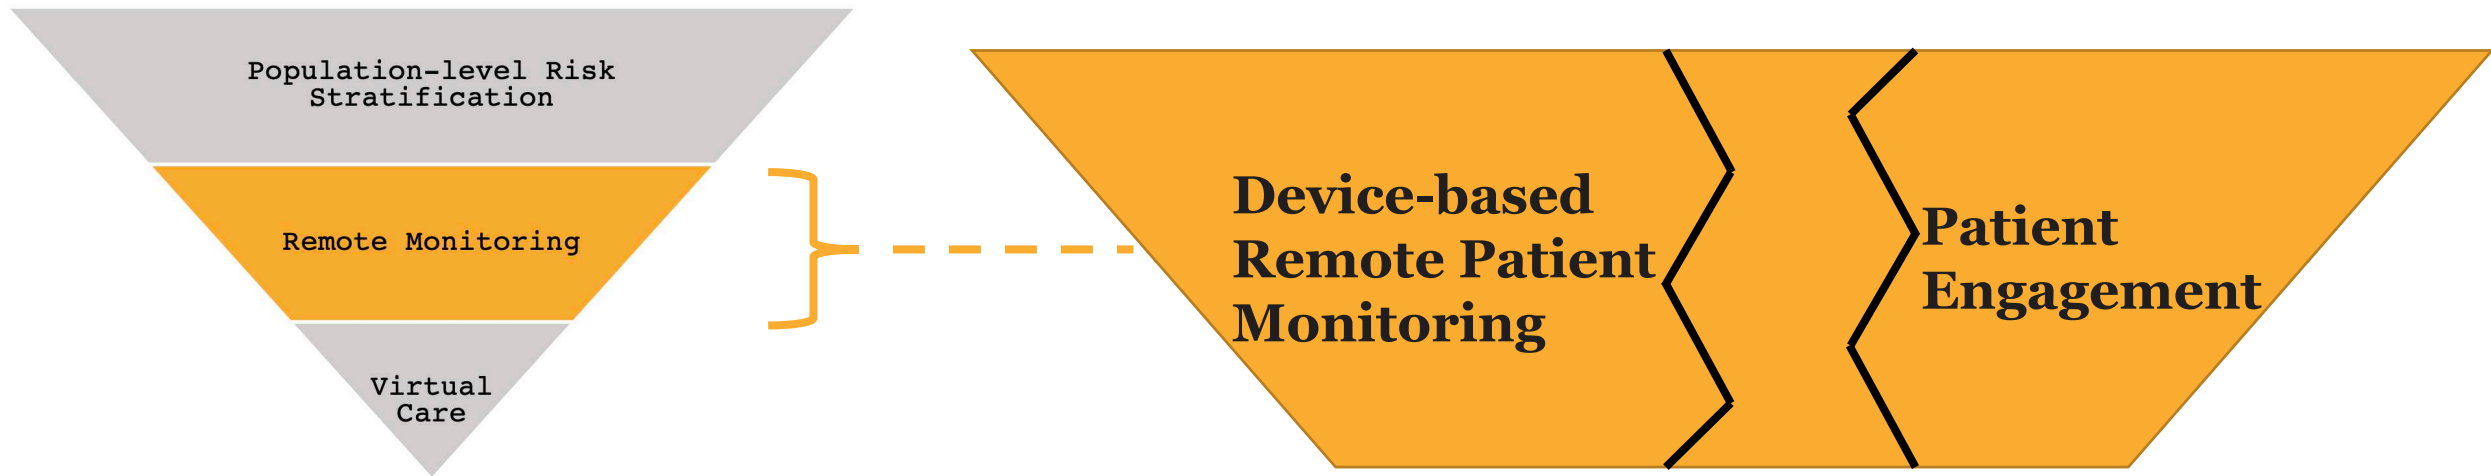 Population-level Risk
Stratification
Remote Monitoring
Virtual
Care
Device-based
Remote Patient
Monitoring
Patient
Engagement